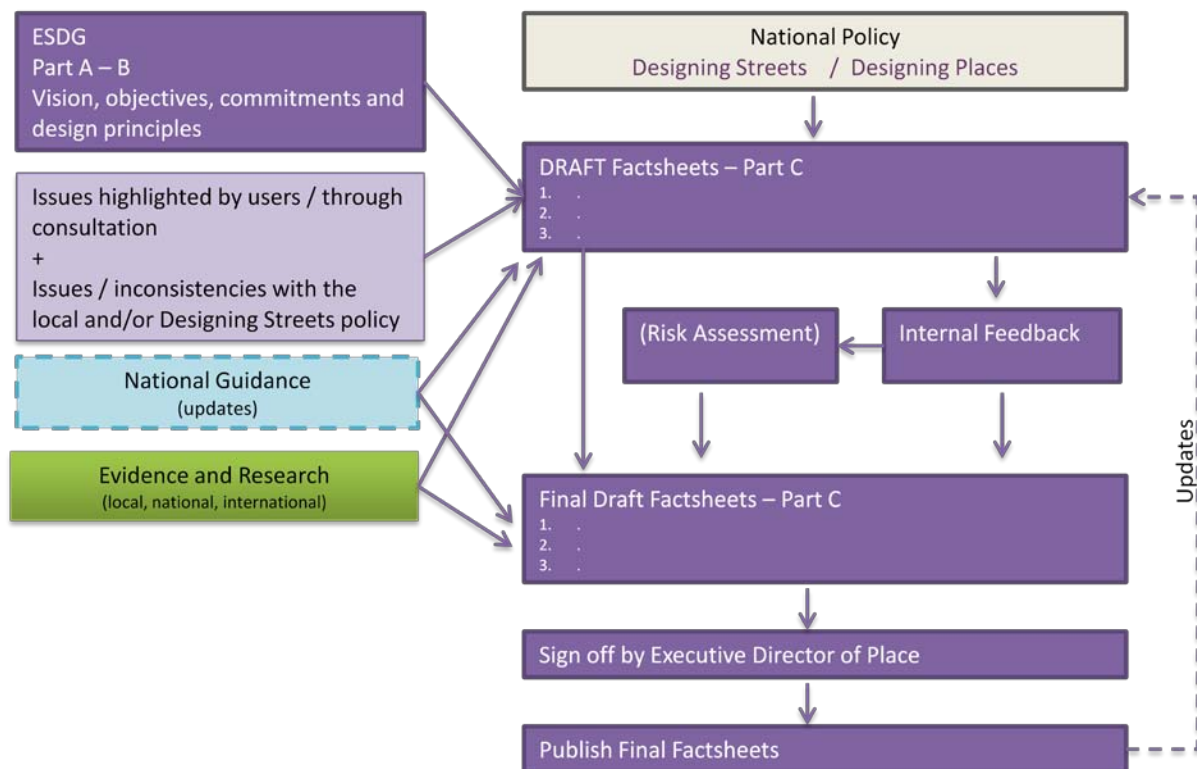 ESDG
Part A – B
Vision, objectives, commitments and
design principles
National Policy
Designing Streets / Designing Places
DRAFT Factsheets – Part C
1. .
2. .
3. .
Issues highlighted by users / through
consultation
+
Issues / inconsistencies with the
local and/or Designing Streets policy
(Risk Assessment)
Internal Feedback
National Guidance
(updates)
Evidence and Research
(local, national, international)
Final Draft Factsheets – Part C
1. .
2. .
3. .
Updates
Sign off by Executive Director of Place
Publish Final Factsheets